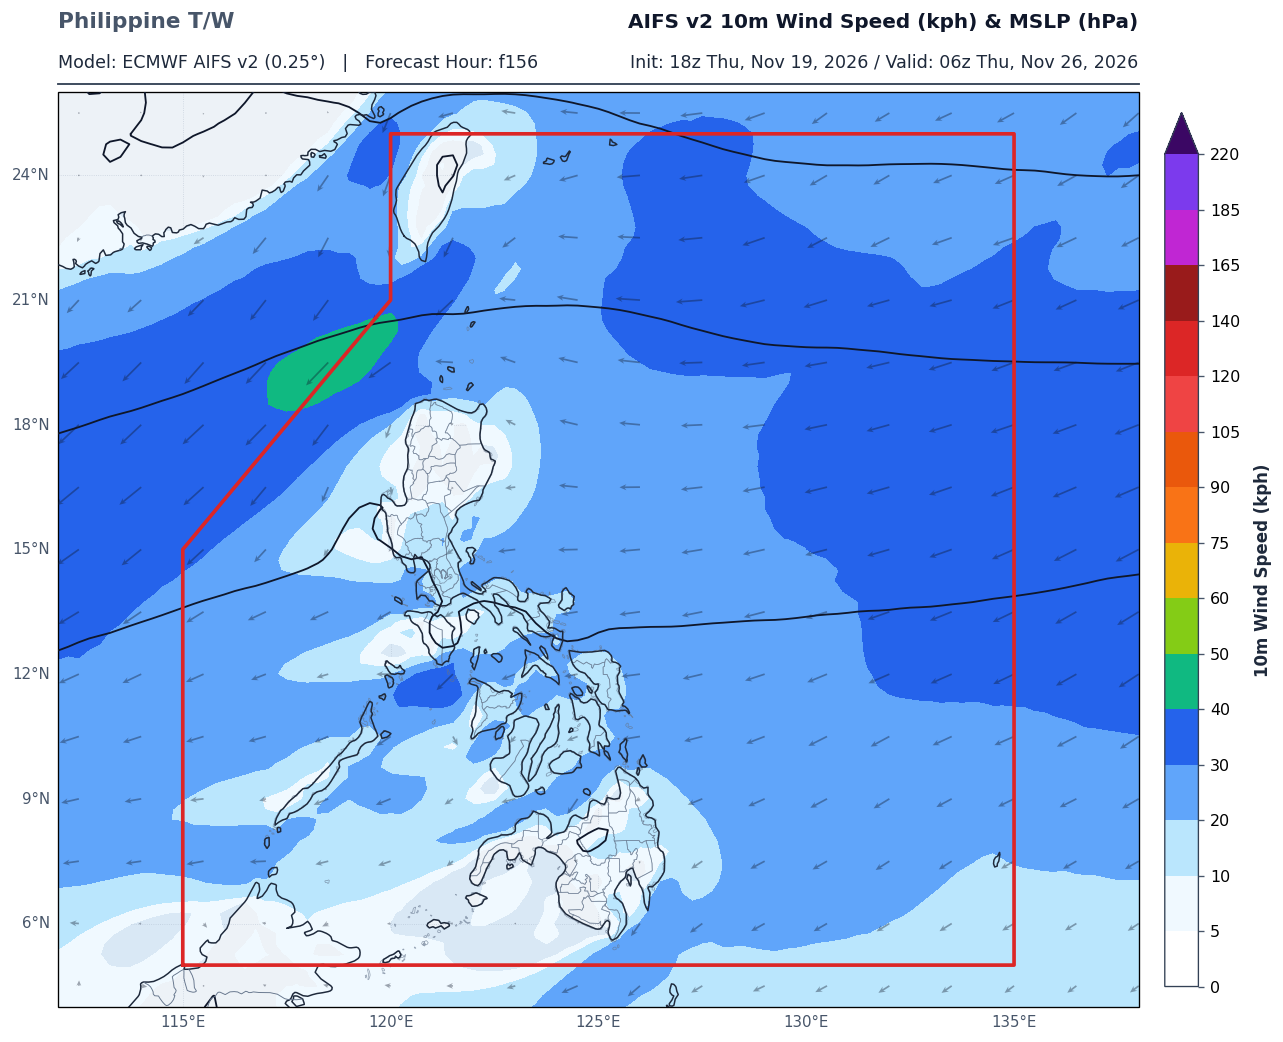 Philippine T/W
AIFS v2 10m Wind Speed (kph) & MSLP (hPa)
Model: ECMWF AIFS v2 (0.25°) | Forecast Hour: f156
Init: 18z Thu, Nov 19, 2026 / Valid: 06z Thu, Nov 26, 2026
24°N
21°N
18°N
15°N
12°N
9°N
6°N
115°E
120°E
125°E
130°E
135°E
220
185
165
140
120
105
90
75
60
50
40
30
20
10
5
0
10m Wind Speed (kph)